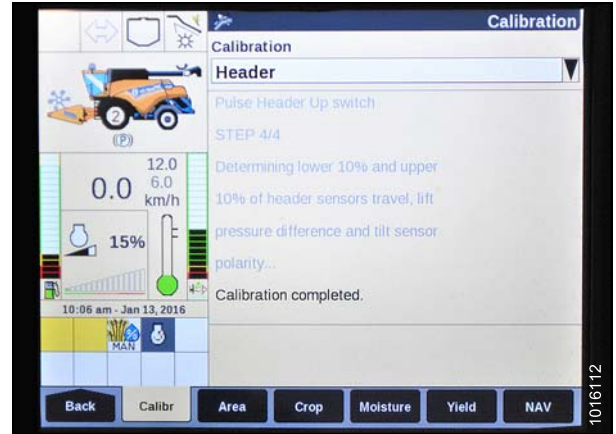 Calibration
Calibration
Header
Pulse Header Up switch
STEP 4/4
Determining lower 10% and upper
10% of header sensors travel, lift
pressure difference and tilt sensor
polarity...
Calibration completed.
2
(P)
12.0
0.0
6.0
km/h
15%
10:06 am - Jan 13, 2016
%
MAN
Back
Calibr
Area
Crop
Moisture
Yield
NAV
1016112